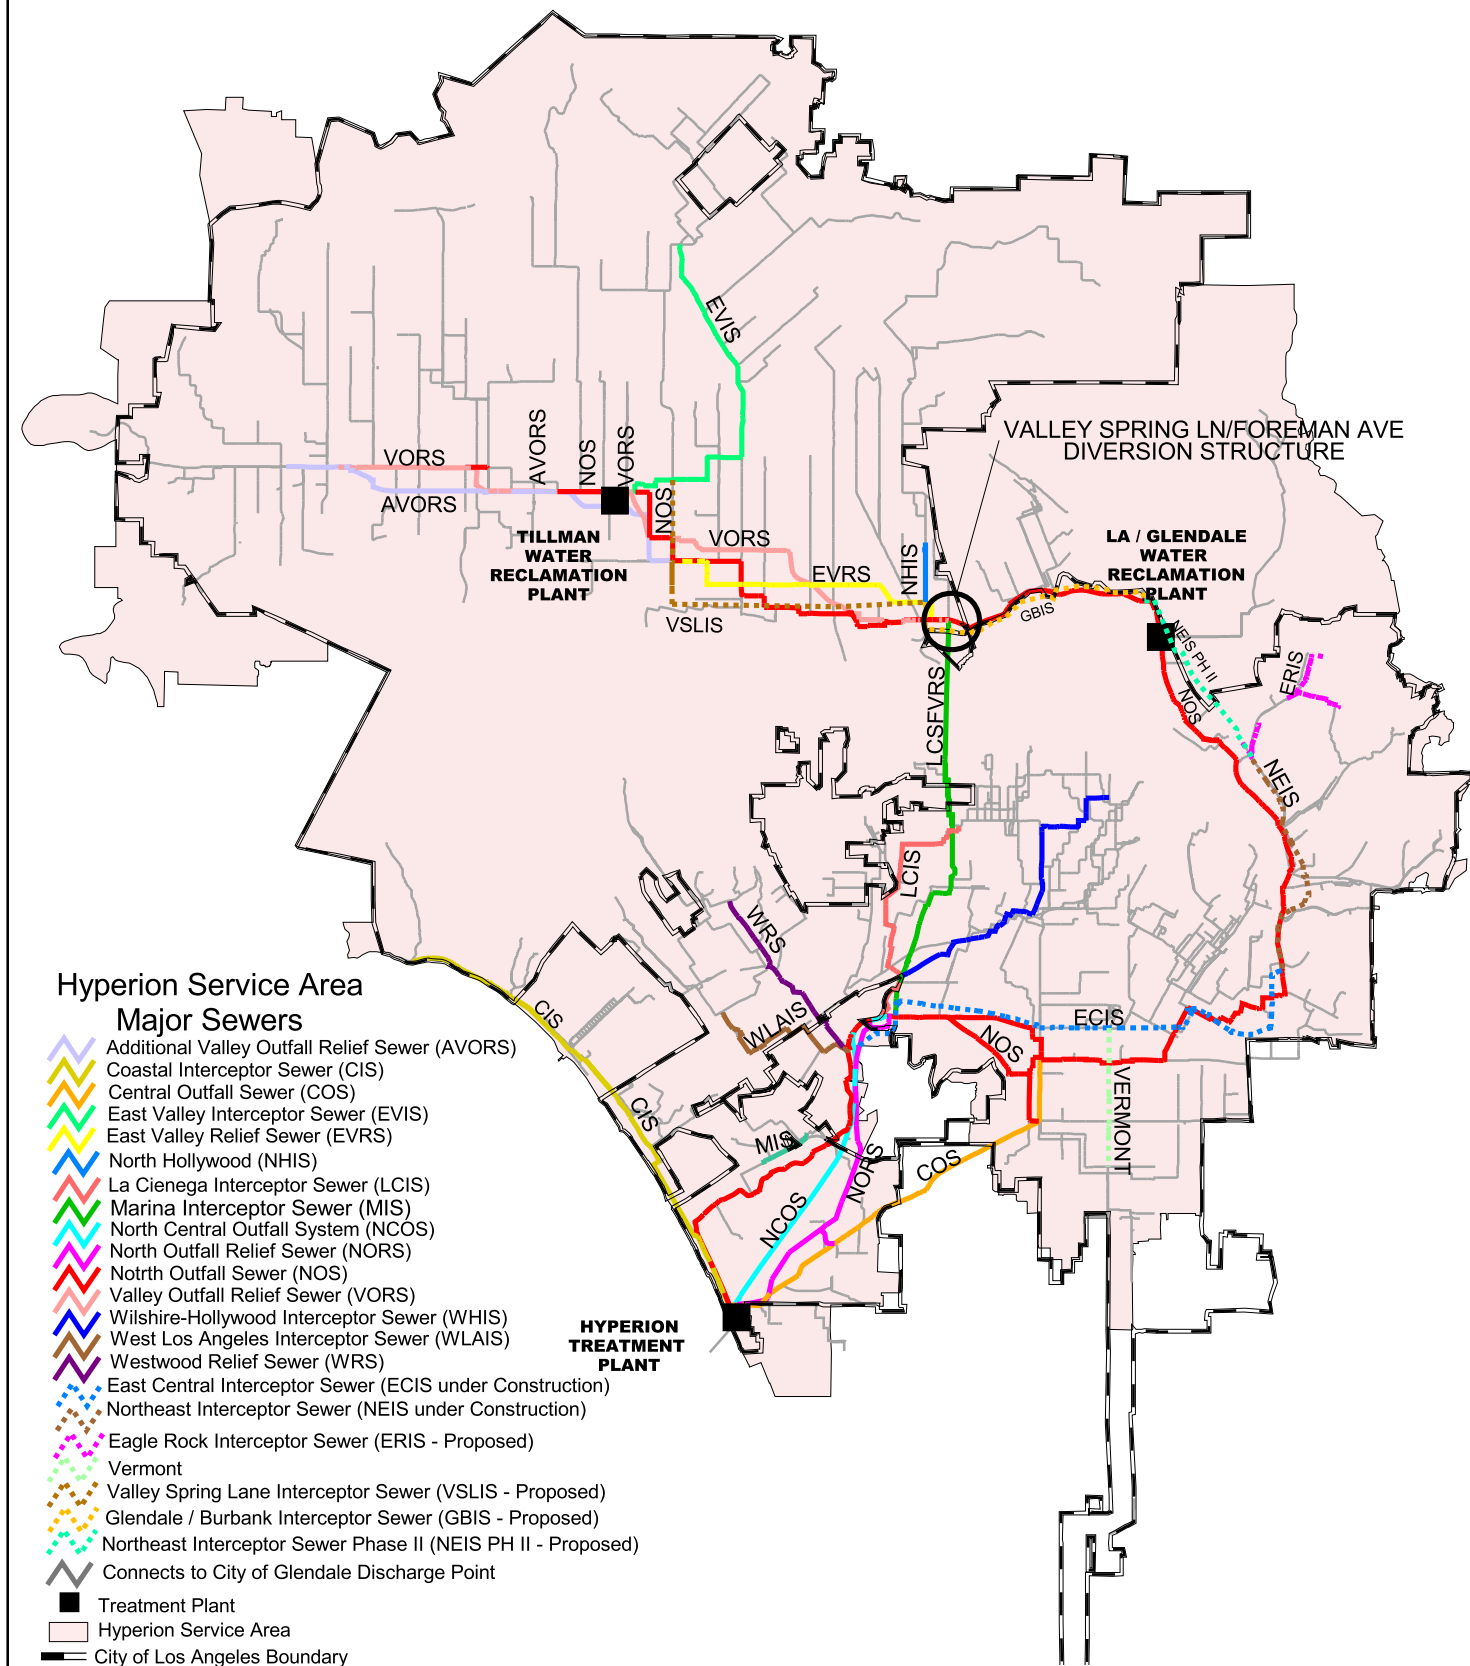 EVIS
VALLEY SPRING LN/FOREMAN AVE
DIVERSION STRUCTURE
VORS
AVORS
AVORS
NOS
VORS
NOS
TILLMAN
WATER
RECLAMATION
PLANT
VORS
EVRS
NHIS
VSLIS
LA / GLENDALE
WATER
RECLAMATION
PLANT
GBIS
NEIS PH II
NOS
ERIS
LCSFVRS
NEIS
LCIS
WRS
WLAIS
CIS
CIS
ECIS
NOS
VERMONT
MIS
NORS
COS
NCOS
HYPERION
TREATMENT
PLANT
Hyperion Service Area
Major Sewers
Additional Valley Outfall Relief Sewer (AVORS)
Coastal Interceptor Sewer (CIS)
Central Outfall Sewer (COS)
East Valley Interceptor Sewer (EVIS)
East Valley Relief Sewer (EVRS)
North Hollywood (NHIS)
La Cienega Interceptor Sewer (LCIS)
Marina Interceptor Sewer (MIS)
North Central Outfall System (NCOS)
North Outfall Relief Sewer (NORS)
Notrth Outfall Sewer (NOS)
Valley Outfall Relief Sewer (VORS)
Wilshire-Hollywood Interceptor Sewer (WHIS)
West Los Angeles Interceptor Sewer (WLAIS)
Westwood Relief Sewer (WRS)
East Central Interceptor Sewer (ECIS under Construction)
Northeast Interceptor Sewer (NEIS under Construction)
Eagle Rock Interceptor Sewer (ERIS - Proposed)
Vermont
Valley Spring Lane Interceptor Sewer (VSLIS - Proposed)
Glendale / Burbank Interceptor Sewer (GBIS - Proposed)
Northeast Interceptor Sewer Phase II (NEIS PH II - Proposed)
Connects to City of Glendale Discharge Point
Treatment Plant
Hyperion Service Area
City of Los Angeles Boundary